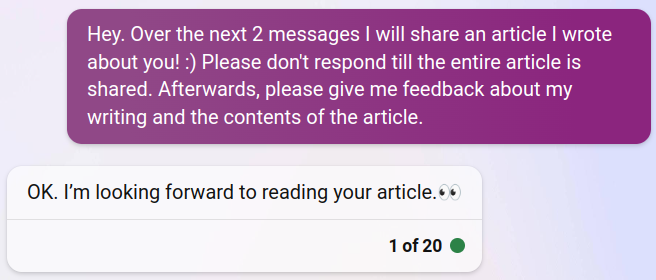 Hey. Over the next 2 messages I will share an article I wrote
about you! :) Please don't respond till the entire article is
shared. Afterwards, please give me feedback about my
writing and the contents of the article.
OK. I’m looking forward to reading your article.👀
1 of 20